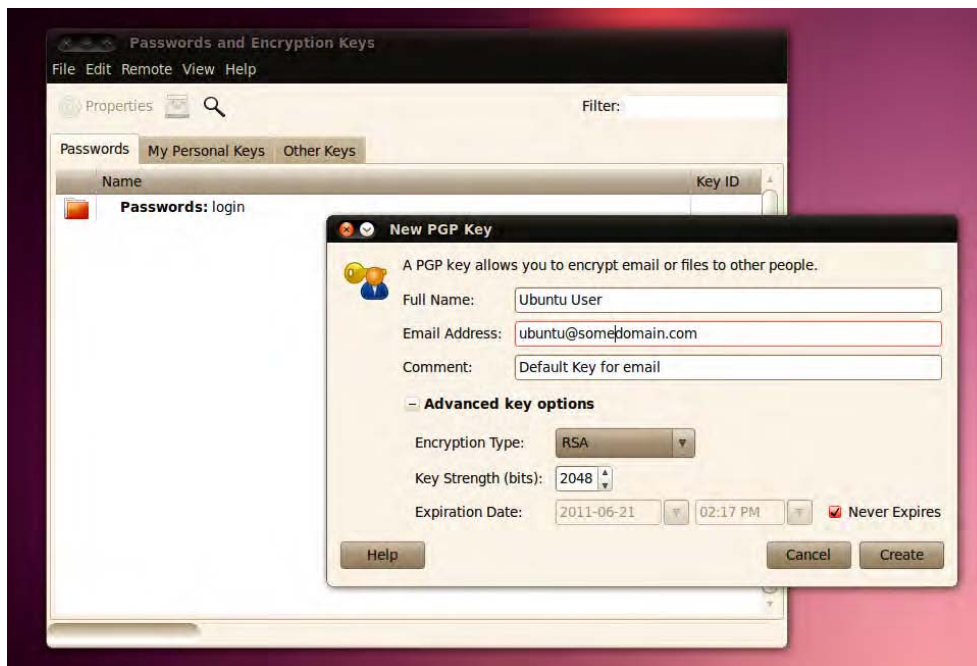 Passwords and Encryption Keys
File Edit Remote View Help
Properties Filter:
Passwords My Personal Keys Other Keys
Name Key ID
Passwords: login
New PGP Key
A PGP key allows you to encrypt email or files to other people.
Full Name: Ubuntu User
Email Address: ubuntu@somedomain.com
Comment: Default Key for email
Advanced key options
Encryption Type: RSA
Key Strength (bits): 2048
Expiration Date: 2011-06-21 02:17 PM Never Expires
Help Cancel Create